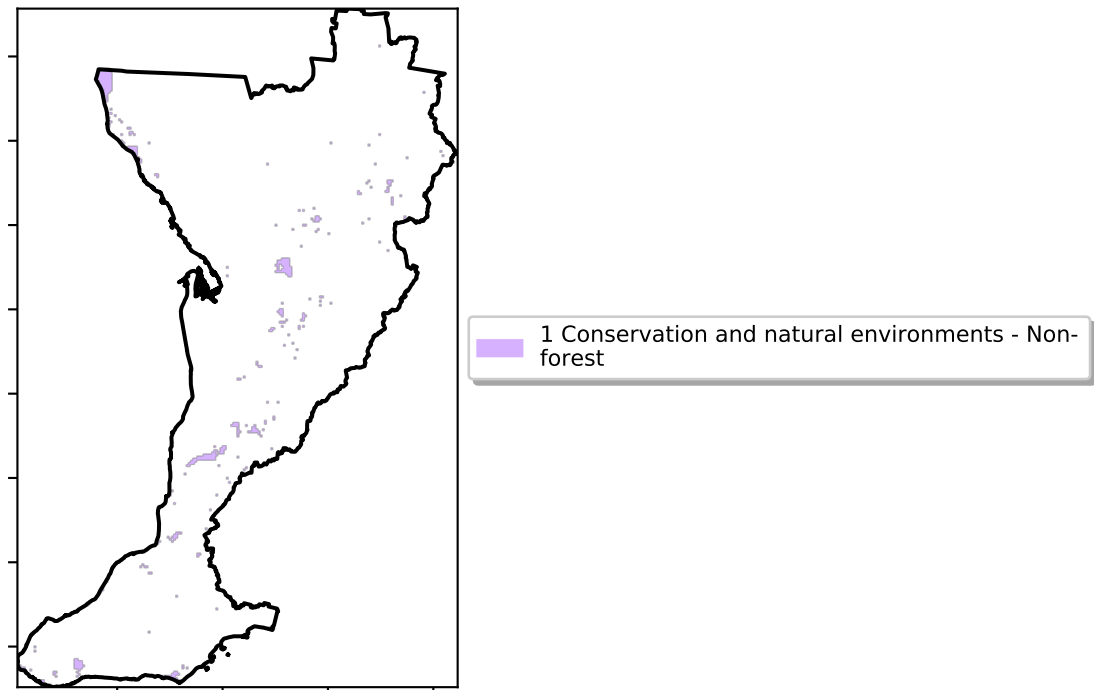 1 Conservation and natural environments - Non-
forest